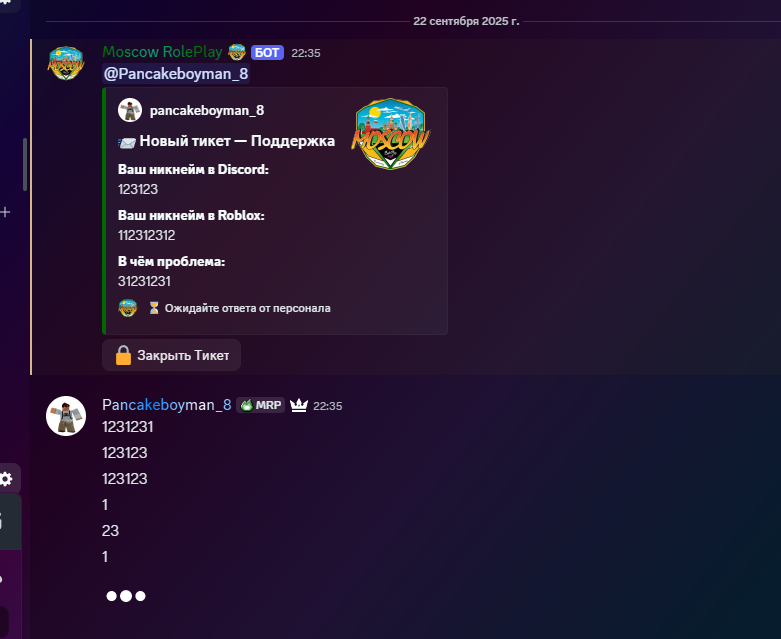 22 сентября 2025 г.
Moscow RolePlay БОТ 22:35
@Pancakeboyman_8
pancakeboyman_8
Новый тикет — Поддержка
MOSCOW
Ваш никнейм в Discord:
123123
Ваш никнейм в Roblox:
112312312
В чём проблема:
31231231
Ожидайте ответа от персонала
Закрыть Тикет
Pancakeboyman_8 MRP 22:35
1231231
123123
123123
1
23
1